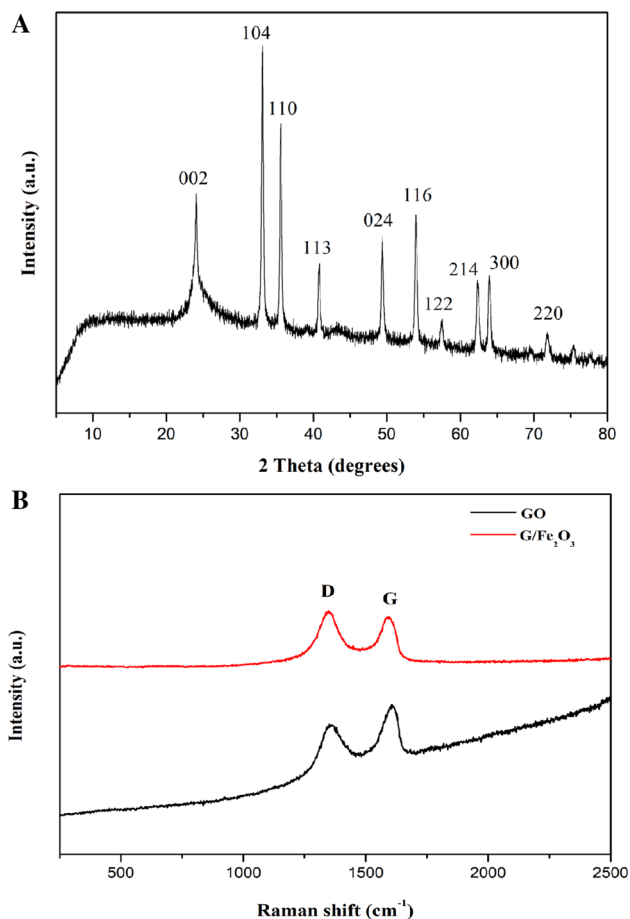 A
104
110
002
116
024
113
214 300
122
220
Intensity (a.u.)
10 20 30 40 50 60 70 80
2 Theta (degrees)
B
GO
G/Fe₂O₃
D G
Intensity (a.u.)
500 1000 1500 2000 2500
Raman shift (cm⁻¹)